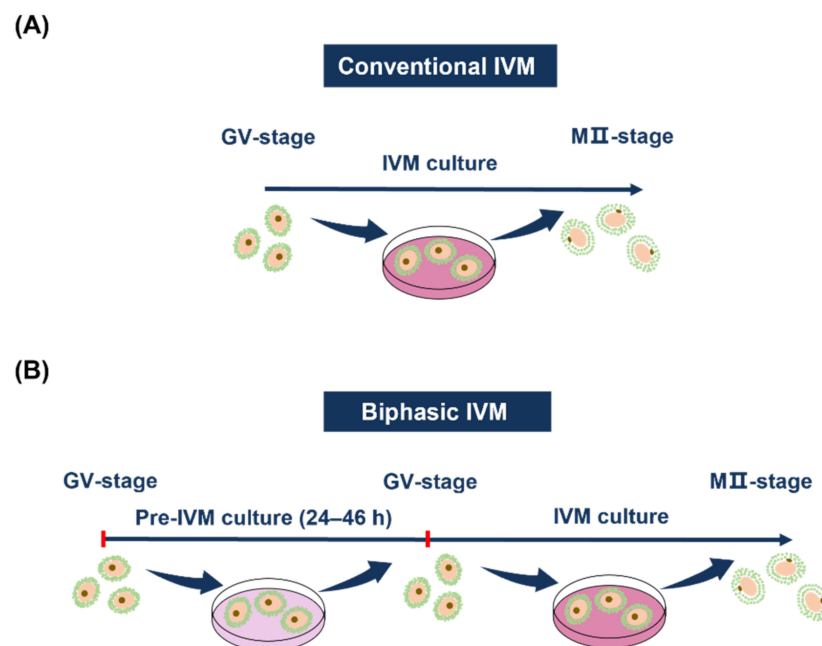 (A)
Conventional IVM
GV-stage
MⅡ-stage
IVM culture
(B)
Biphasic IVM
GV-stage
GV-stage
MⅡ-stage
Pre-IVM culture (24–46 h)
IVM culture